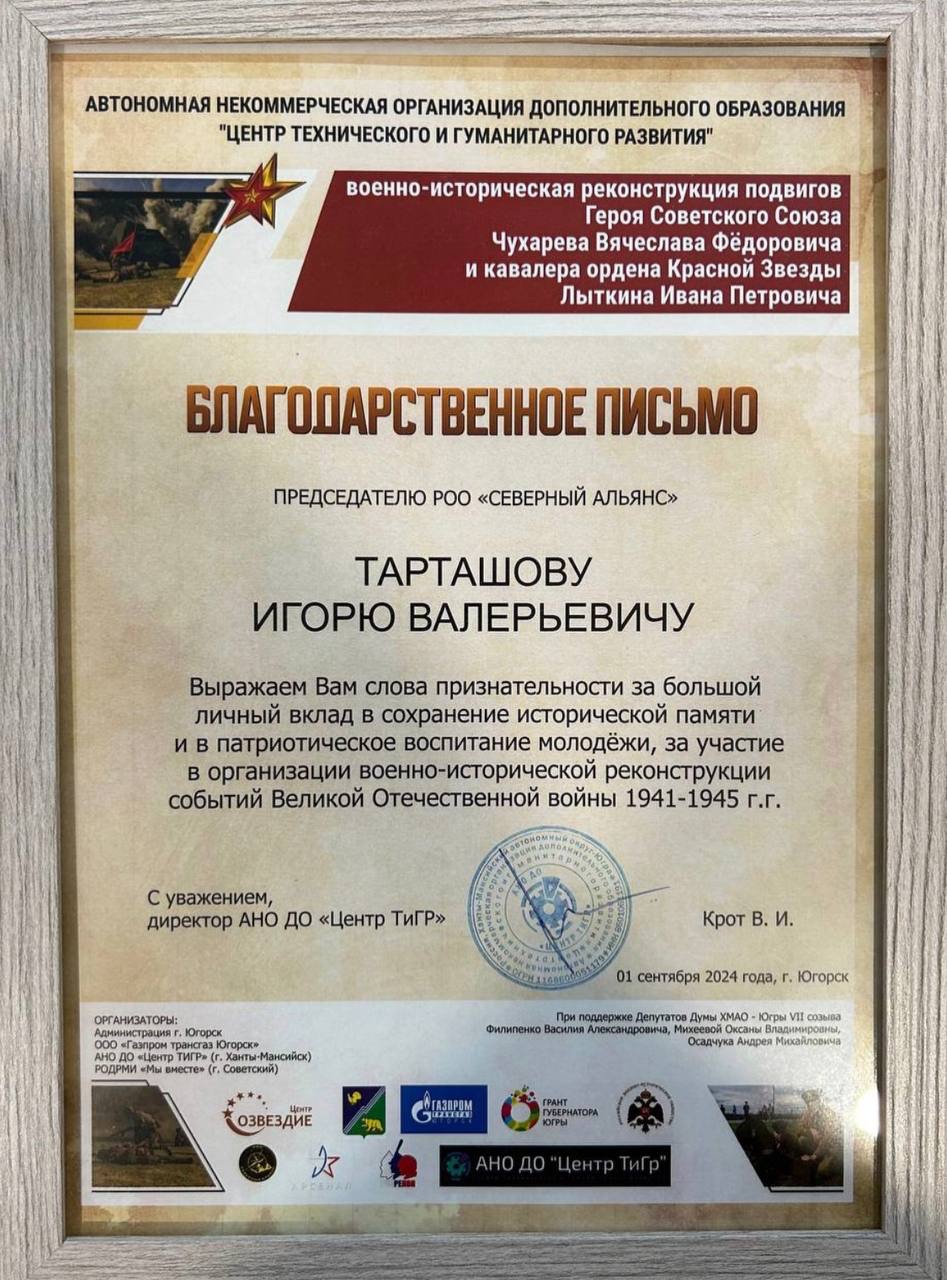 АВТОНОМНАЯ НЕКОММЕРЧЕСКАЯ ОРГАНИЗАЦИЯ ДОПОЛНИТЕЛЬНОГО ОБРАЗОВАНИЯ
"ЦЕНТР ТЕХНИЧЕСКОГО И ГУМАНИТАРНОГО РАЗВИТИЯ"
военно-историческая реконструкция подвигов
Героя Советского Союза
Чухарева Вячеслава Фёдоровича
и кавалера ордена Красной Звезды
Лыткина Ивана Петровича
БЛАГОДАРСТВЕННОЕ ПИСЬМО
ПРЕДСЕДАТЕЛЮ РОО «СЕВЕРНЫЙ АЛЬЯНС»
ТАРТАШОВУ
ИГОРЮ ВАЛЕРЬЕВИЧУ
Выражаем Вам слова признательности за большой
личный вклад в сохранение исторической памяти
и в патриотическое воспитание молодёжи, за участие
в организации военно-исторической реконструкции
событий Великой Отечественной войны 1941-1945 г.г.
С уважением,
директор АНО ДО «Центр ТиГР»
Крот В. И.
01 сентября 2024 года, г. Югорск
ОРГАНИЗАТОРЫ:
Администрация г. Югорск
ООО «Газпром трансгаз Югорск»
АНО ДО «Центр ТИГР» (г. Ханты-Мансийск)
РОДРМИ «Мы вместе» (г. Советский)
При поддержке Депутатов Думы ХМАО - Югры VII созыва
Филипенко Василия Александровича, Михеевой Оксаны Владимировны,
Осадчука Андрея Михайловича
Центр
СОЗВЕЗДИЕ
ГАЗПРОМ
ТРАНСГАЗ
ЮГОРСК
ГРАНТ
ГУБЕРНАТОРА
ЮГРЫ
АРСЕНАЛ
АНО ДО "Центр ТиГр"